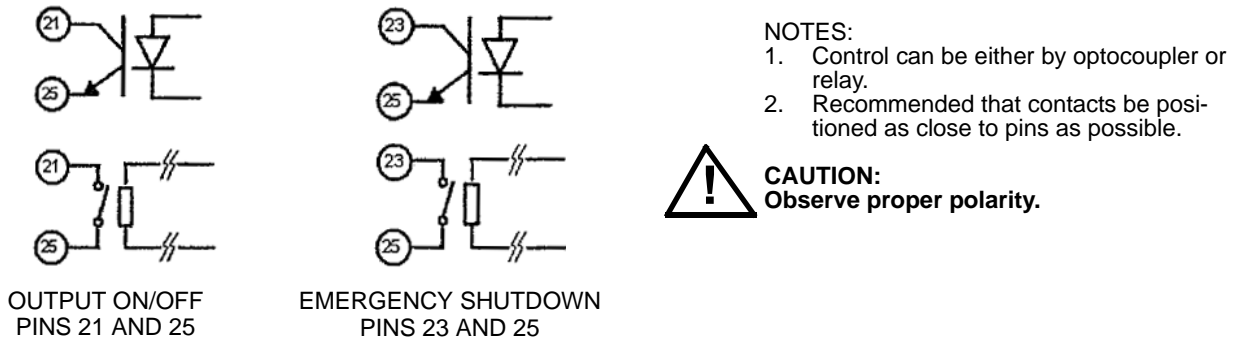 21
25
21
25
OUTPUT ON/OFF
PINS 21 AND 25
23
25
23
25
EMERGENCY SHUTDOWN
PINS 23 AND 25
NOTES:
1. Control can be either by optocoupler or
relay.
2. Recommended that contacts be posi-
tioned as close to pins as possible.
!
CAUTION:
Observe proper polarity.